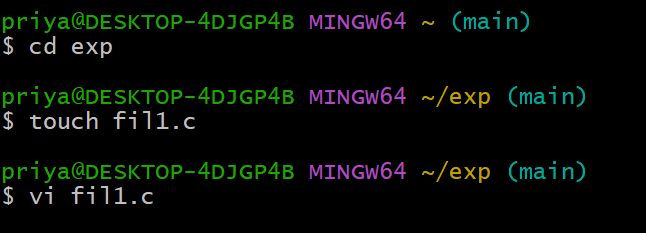 priya@DESKTOP-4DJGP4B MINGW64 ~ (main)
$ cd exp
priya@DESKTOP-4DJGP4B MINGW64 ~/exp (main)
$ touch fil1.c
priya@DESKTOP-4DJGP4B MINGW64 ~/exp (main)
$ vi fil1.c